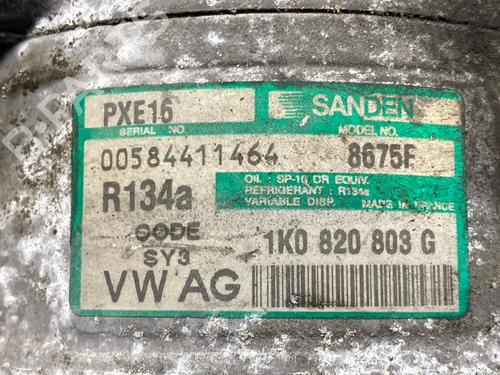 PXE16
SANDEN
SERIAL NO.
MODEL NO.
00584411464
8675F
R134a
OIL : SP-10 OR EQUIV.
REFRIGERANT : R134a
VARIABLE DISP.
MADE IN FRANCE
CODE
SY3
1K0 820 803 G
VW AG